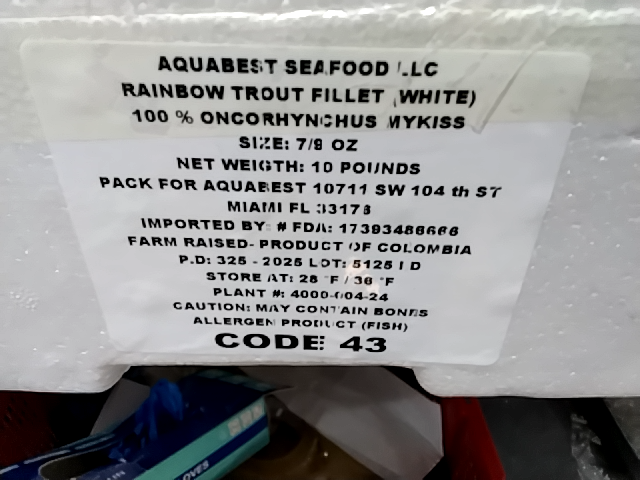 AQUABEST SEAFOOD LLC
RAINBOW TROUT FILLET (WHITE)
100 % ONCORHYNCHUS MYKISS
SIZE: 7/9 OZ
NET WEIGTH: 10 POUNDS
PACK FOR AQUABEST 10711 SW 104 th ST
MIAMI FL 33176
IMPORTED BY: # FDA: 17393486666
FARM RAISED- PRODUCT OF COLOMBIA
P.D: 325 - 2025 LOT: 5125 I D
STORE AT: 28 °F / 36 °F
PLANT #: 4000-004-24
CAUTION: MAY CONTAIN BONES
ALLERGEN PRODUCT (FISH)
CODE 43
OVES